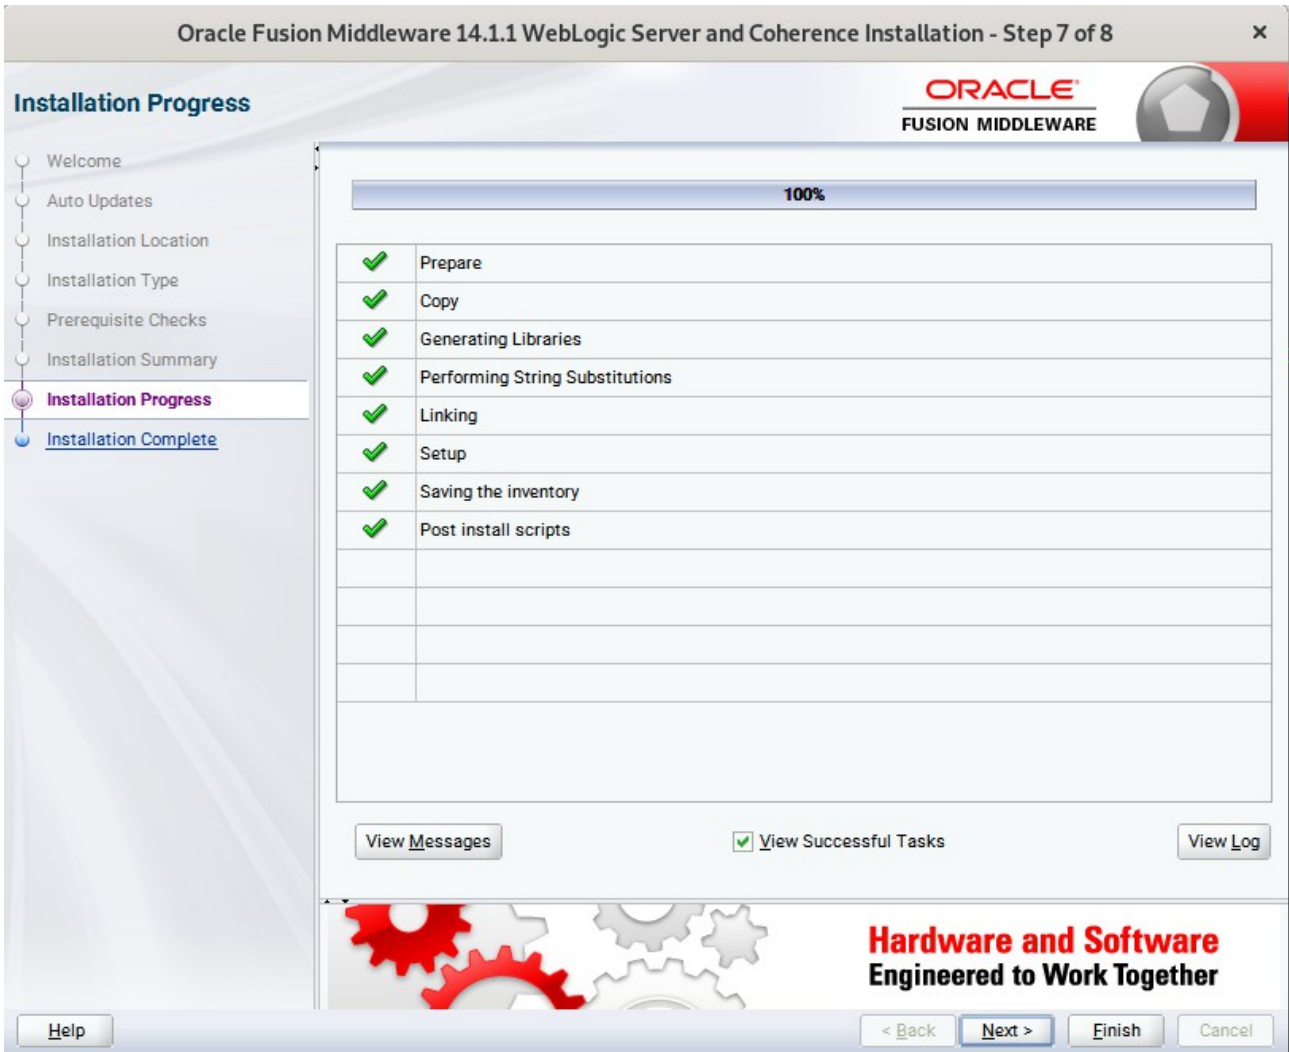 Oracle Fusion Middleware 14.1.1 WebLogic Server and Coherence Installation - Step 7 of 8
Installation Progress
ORACLE
FUSION MIDDLEWARE
Welcome
Auto Updates
Installation Location
Installation Type
Prerequisite Checks
Installation Summary
Installation Progress
Installation Complete
100%
Prepare
Copy
Generating Libraries
Performing String Substitutions
Linking
Setup
Saving the inventory
Post install scripts
View Messages
View Successful Tasks
View Log
Hardware and Software
Engineered to Work Together
Help
< Back
Next >
Finish
Cancel